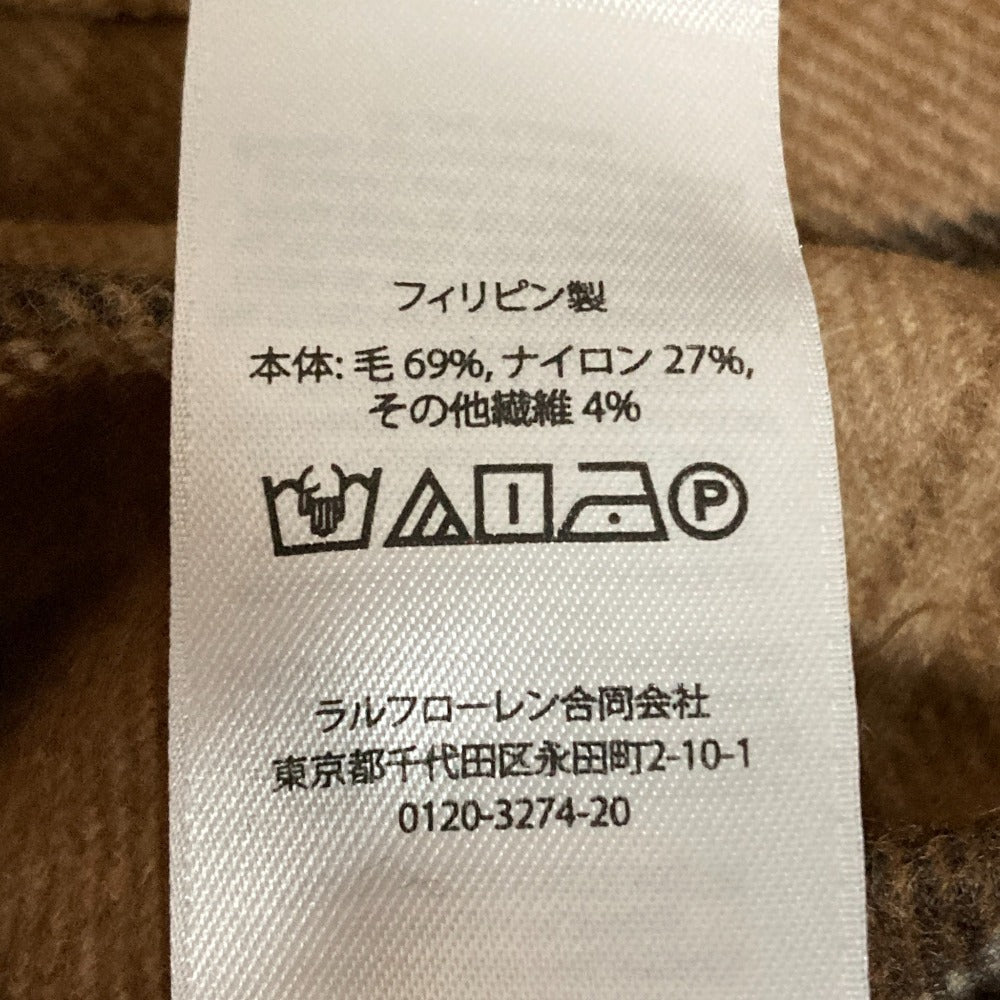 フィリピン製
本体: 毛 69%, ナイロン 27%,
その他繊維 4%
P
ラルフローレン合同会社
東京都千代田区永田町2-10-1
0120-3274-20